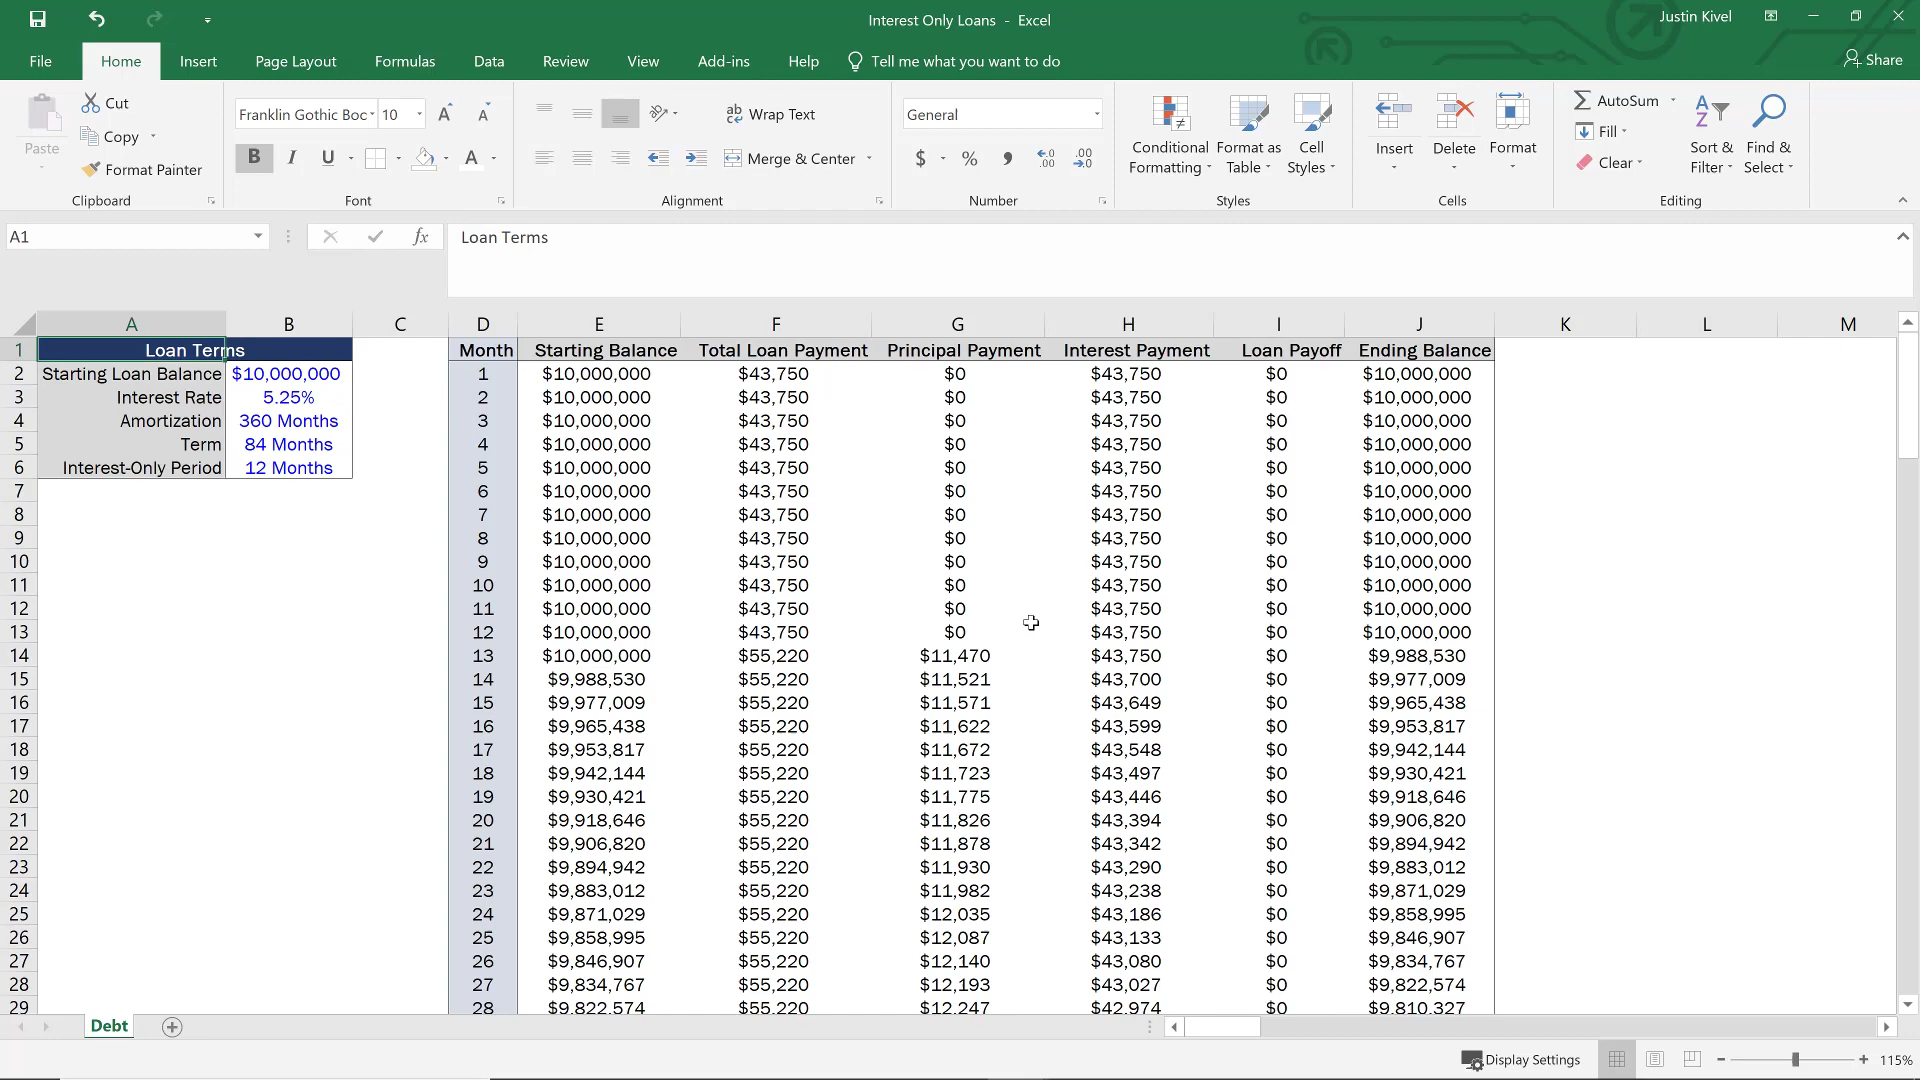 Interest Only Loans - Excel
Justin Kivel
File Home Insert Page Layout Formulas Data Review View Add-ins Help Tell me what you want to do Share
Paste
Cut
Copy
Format Painter
Clipboard
Franklin Gothic Boc 10
B I U
Font
Wrap Text
Merge & Center
Alignment
General
$ % ,
Number
Conditional Formatting
Format as Table
Cell Styles
Styles
Insert Delete Format
Cells
AutoSum
Fill
Clear
Sort & Filter
Find & Select
Editing
A1 fx Loan Terms
A B C D E F G H I J K L M
1 Loan Terms Month Starting Balance Total Loan Payment Principal Payment Interest Payment Loan Payoff Ending Balance
2 Starting Loan Balance $10,000,000 1 $10,000,000 $43,750 $0 $43,750 $0 $10,000,000
3 Interest Rate 5.25% 2 $10,000,000 $43,750 $0 $43,750 $0 $10,000,000
4 Amortization 360 Months 3 $10,000,000 $43,750 $0 $43,750 $0 $10,000,000
5 Term 84 Months 4 $10,000,000 $43,750 $0 $43,750 $0 $10,000,000
6 Interest-Only Period 12 Months 5 $10,000,000 $43,750 $0 $43,750 $0 $10,000,000
7 6 $10,000,000 $43,750 $0 $43,750 $0 $10,000,000
8 7 $10,000,000 $43,750 $0 $43,750 $0 $10,000,000
9 8 $10,000,000 $43,750 $0 $43,750 $0 $10,000,000
10 9 $10,000,000 $43,750 $0 $43,750 $0 $10,000,000
11 10 $10,000,000 $43,750 $0 $43,750 $0 $10,000,000
12 11 $10,000,000 $43,750 $0 $43,750 $0 $10,000,000
13 12 $10,000,000 $43,750 $0 $43,750 $0 $10,000,000
14 13 $10,000,000 $55,220 $11,470 $43,750 $0 $9,988,530
15 14 $9,988,530 $55,220 $11,521 $43,700 $0 $9,977,009
16 15 $9,977,009 $55,220 $11,571 $43,649 $0 $9,965,438
17 16 $9,965,438 $55,220 $11,622 $43,599 $0 $9,953,817
18 17 $9,953,817 $55,220 $11,672 $43,548 $0 $9,942,144
19 18 $9,942,144 $55,220 $11,723 $43,497 $0 $9,930,421
20 19 $9,930,421 $55,220 $11,775 $43,446 $0 $9,918,646
21 20 $9,918,646 $55,220 $11,826 $43,394 $0 $9,906,820
22 21 $9,906,820 $55,220 $11,878 $43,342 $0 $9,894,942
23 22 $9,894,942 $55,220 $11,930 $43,290 $0 $9,883,012
24 23 $9,883,012 $55,220 $11,982 $43,238 $0 $9,871,029
25 24 $9,871,029 $55,220 $12,035 $43,186 $0 $9,858,995
26 25 $9,858,995 $55,220 $12,087 $43,133 $0 $9,846,907
27 26 $9,846,907 $55,220 $12,140 $43,080 $0 $9,834,767
28 27 $9,834,767 $55,220 $12,193 $43,027 $0 $9,822,574
29 28 $9,822,574 $55,220 $12,247 $42,974 $0 $9,810,327
Debt
Display Settings 115%